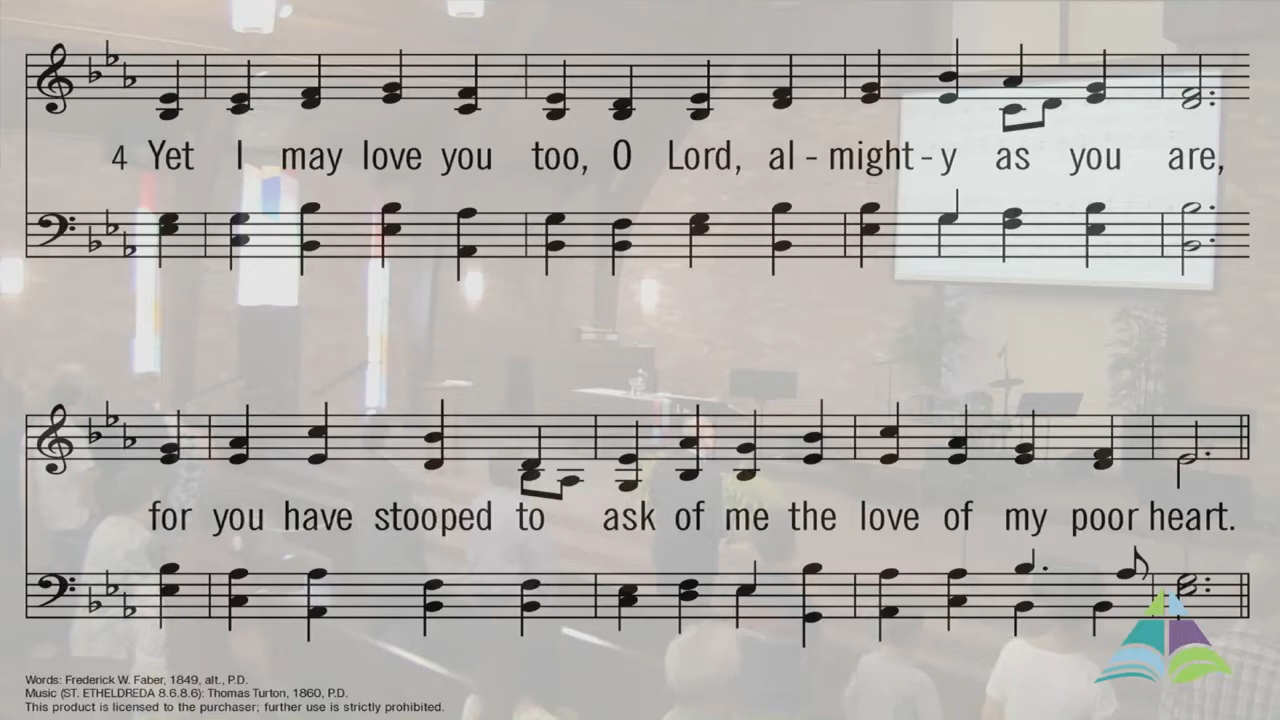 4 Yet I may love you too, O Lord, al - might - y as you are,
for you have stooped to ask of me the love of my poor heart.
Words: Frederick W. Faber, 1849, alt., P.D.
Music (ST. ETHELDREDA 8.6.8.6): Thomas Turton, 1860, P.D.
This product is licensed to the purchaser; further use is strictly prohibited.